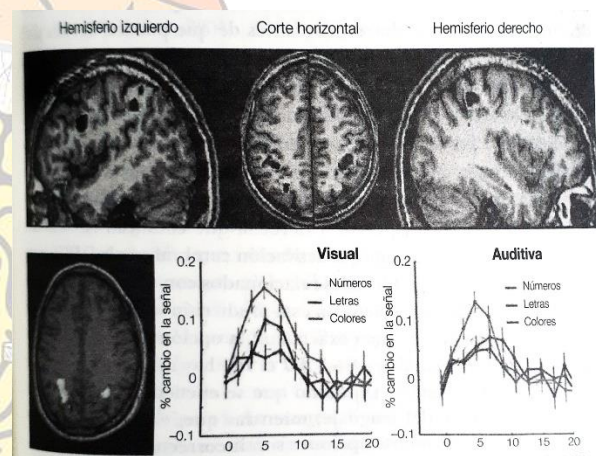 Hemisferio izquierdo
Corte horizontal
Hemisferio derecho
Visual
0.2
0.1
0
−0.1
% cambio en la señal
Números
Letras
Colores
0 5 10 15 20
Auditiva
0.2
0.1
0
−0.1
% cambio en la señal
Números
Letras
Colores
0 5 10 15 20